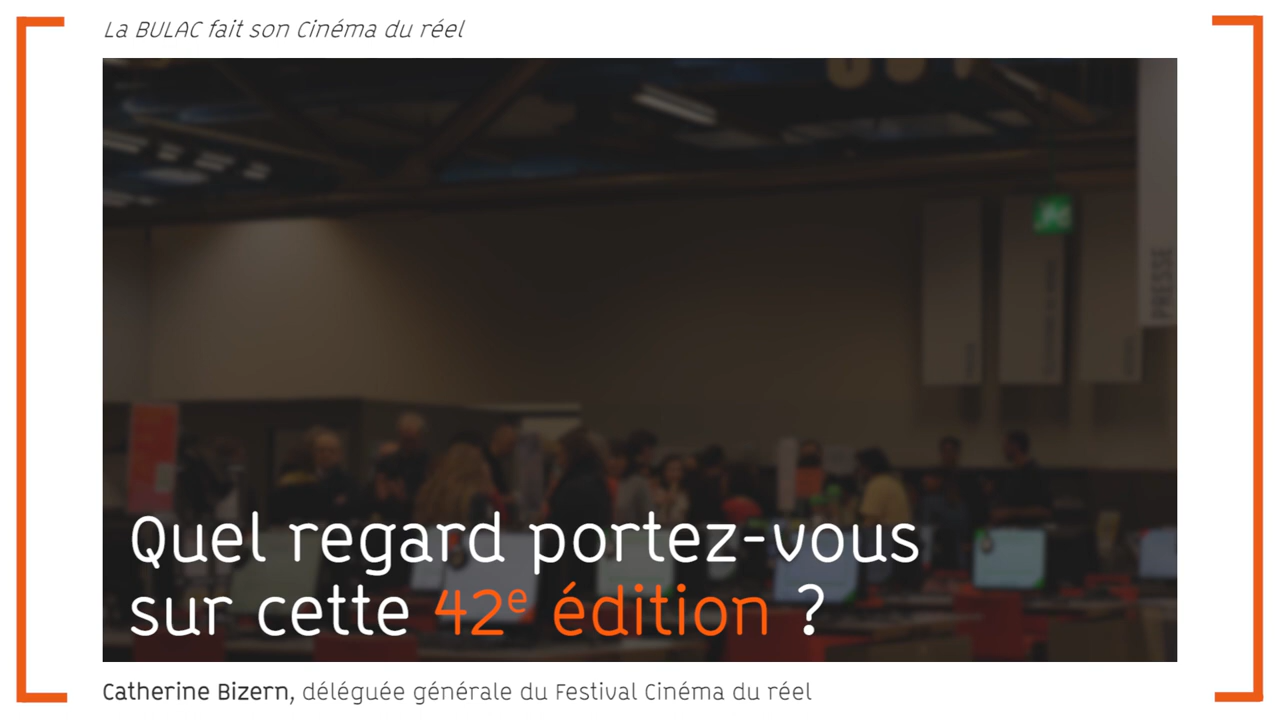 La BULAC fait son Cinéma du réel
PRESSE
Quel regard portez-vous
sur cette 42e édition ?
Catherine Bizern, déléguée générale du Festival Cinéma du réel